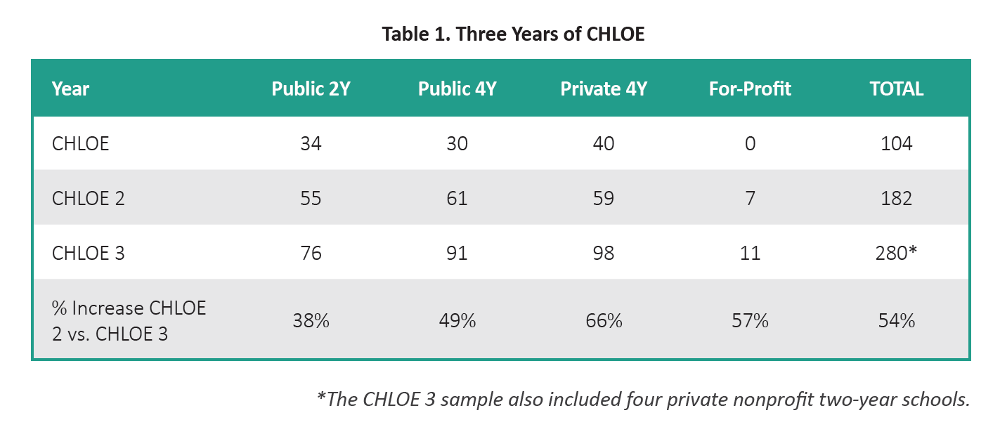 Table 1. Three Years of CHLOE
Year Public 2Y Public 4Y Private 4Y For-Profit TOTAL
CHLOE 34 30 40 0 104
CHLOE 2 55 61 59 7 182
CHLOE 3 76 91 98 11 280*
% Increase CHLOE
2 vs. CHLOE 3 38% 49% 66% 57% 54%
*The CHLOE 3 sample also included four private nonprofit two-year schools.